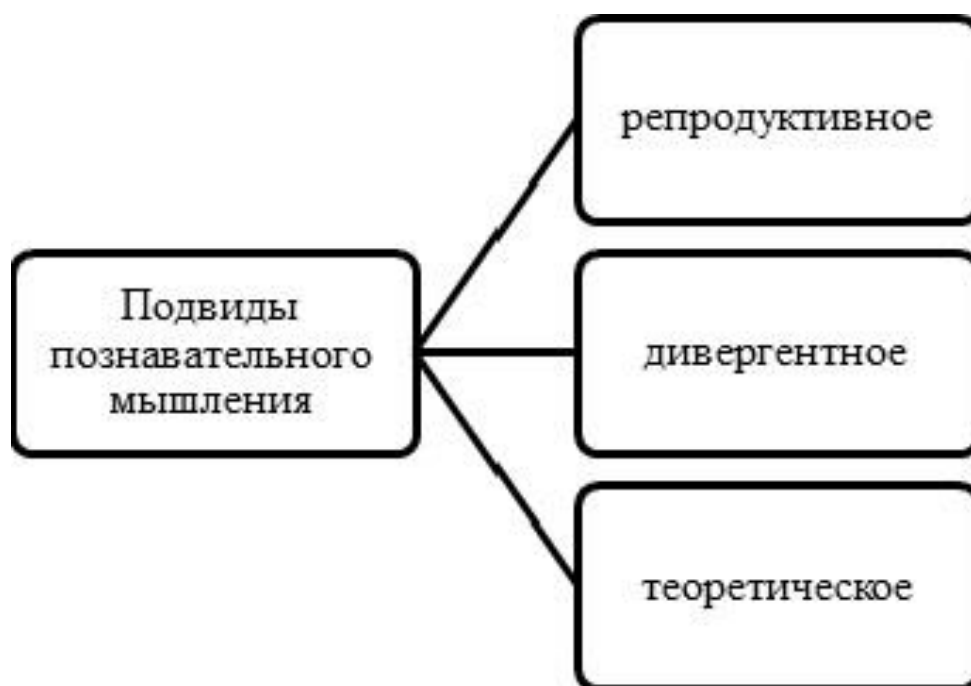 репродуктивное
Подвиды
познавательного
мышления
дивергентное
теоретическое